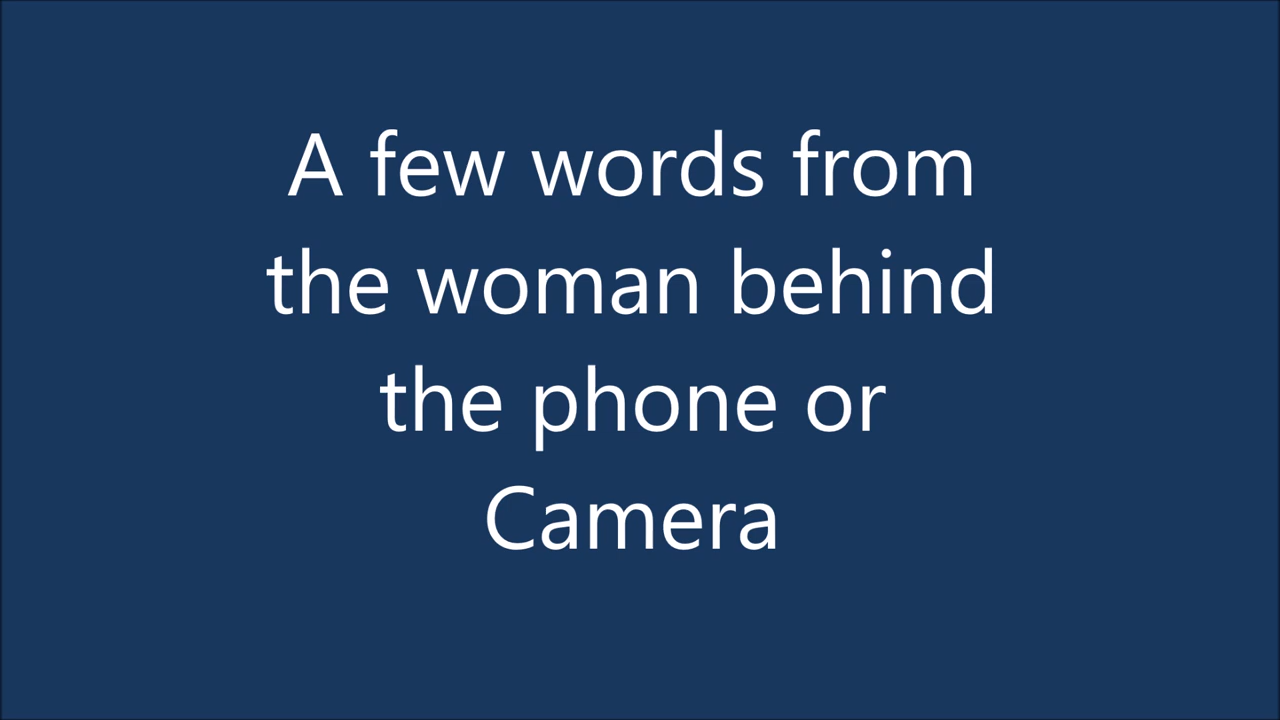 A few words from
the woman behind
the phone or
Camera